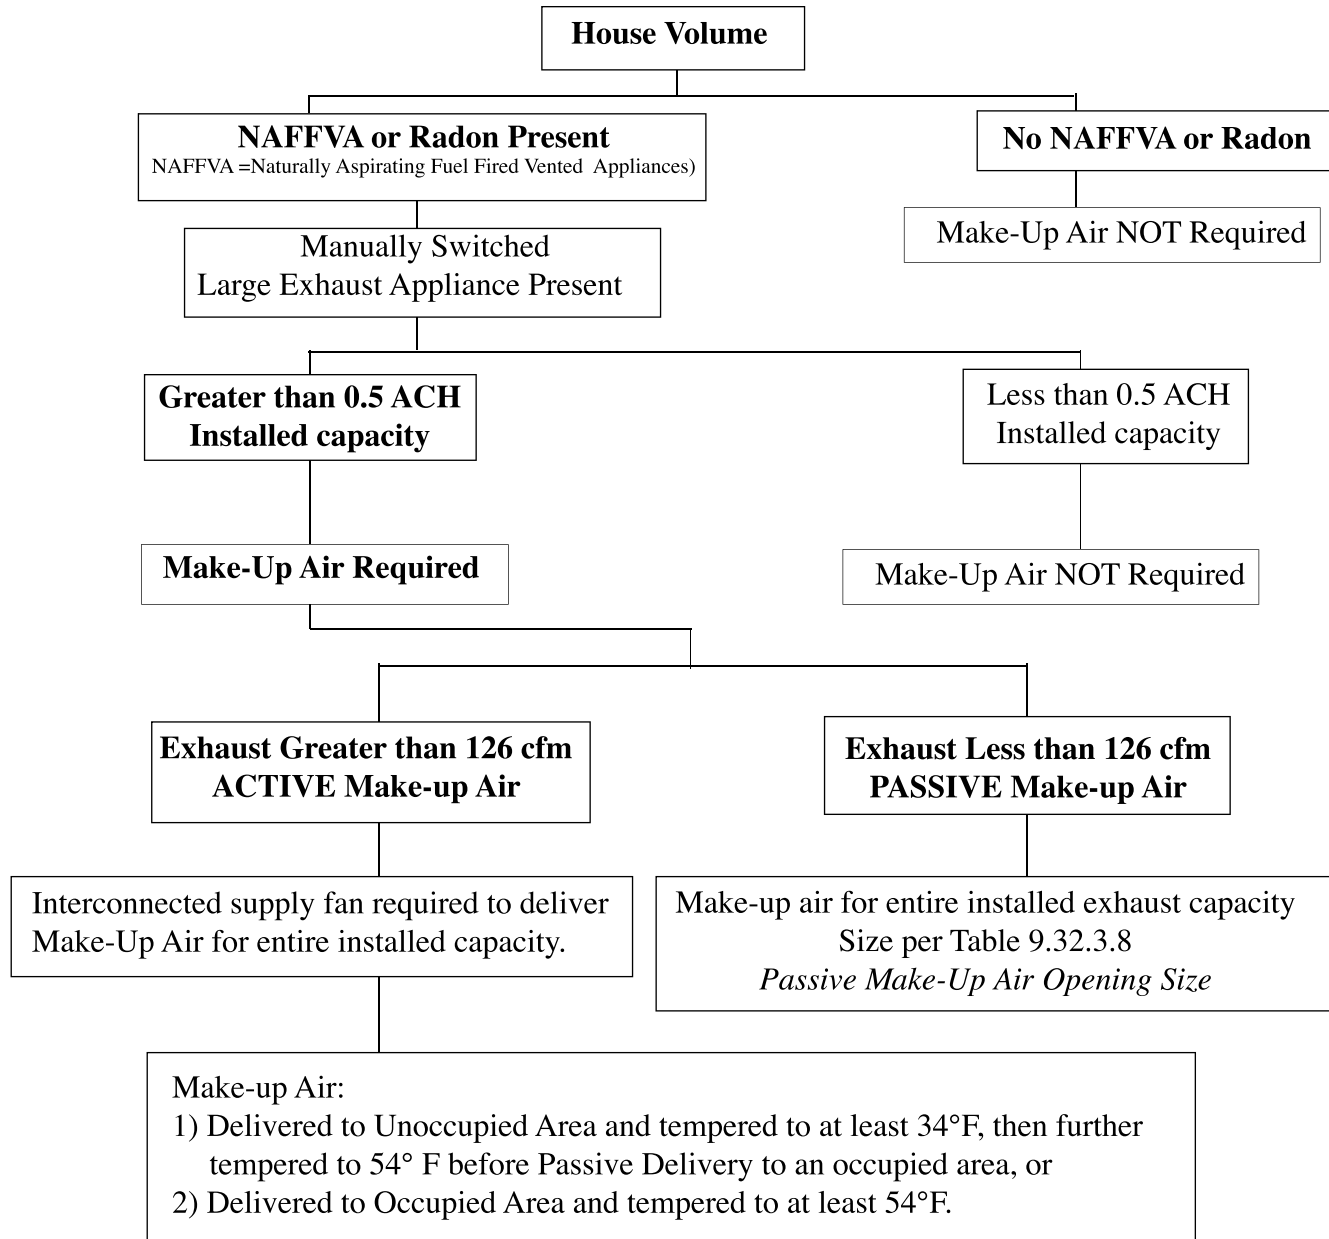 House Volume
NAFFVA or Radon Present
NAFFVA =Naturally Aspirating Fuel Fired Vented Appliances)
No NAFFVA or Radon
Make-Up Air NOT Required
Manually Switched
Large Exhaust Appliance Present
Greater than 0.5 ACH
Installed capacity
Less than 0.5 ACH
Installed capacity
Make-Up Air Required
Make-Up Air NOT Required
Exhaust Greater than 126 cfm
ACTIVE Make-up Air
Exhaust Less than 126 cfm
PASSIVE Make-up Air
Interconnected supply fan required to deliver
Make-Up Air for entire installed capacity.
Make-up air for entire installed exhaust capacity
Size per Table 9.32.3.8
Passive Make-Up Air Opening Size
Make-up Air:
1) Delivered to Unoccupied Area and tempered to at least 34°F, then further
tempered to 54° F before Passive Delivery to an occupied area, or
2) Delivered to Occupied Area and tempered to at least 54°F.